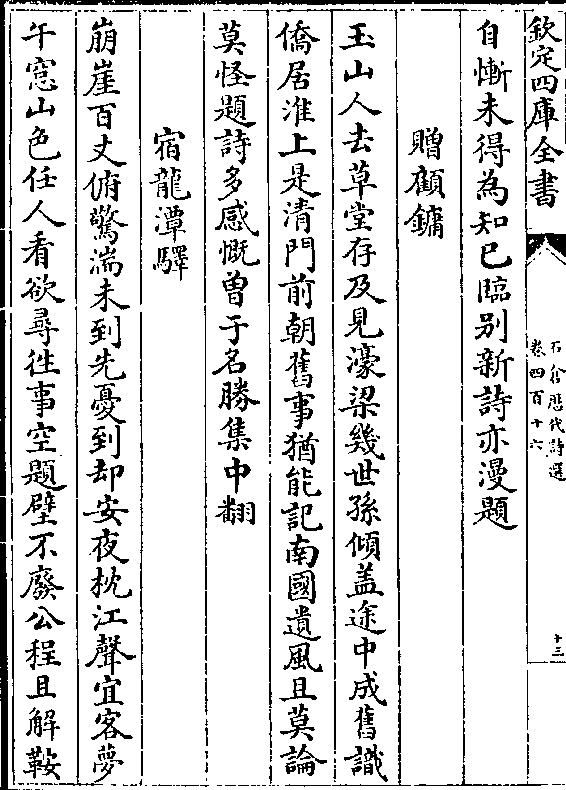 欽定四庫全書
石倉歷代詩選
卷四百十六
十三
自慚未得為知已臨别新詩亦漫題
贈顧鏞
玉山人去草堂存及見濠梁幾世孫傾盖途中成舊識
僑居淮上是清門前朝舊事猶能記南國遺風且莫論
莫怪題詩多感慨曾于名勝集中翻
宿龍潭驛
崩崖百丈俯驚湍未到先憂到却安夜枕江聲宜客夢
午窓山色任人看欲尋徃事空題壁不廢公程且解鞍